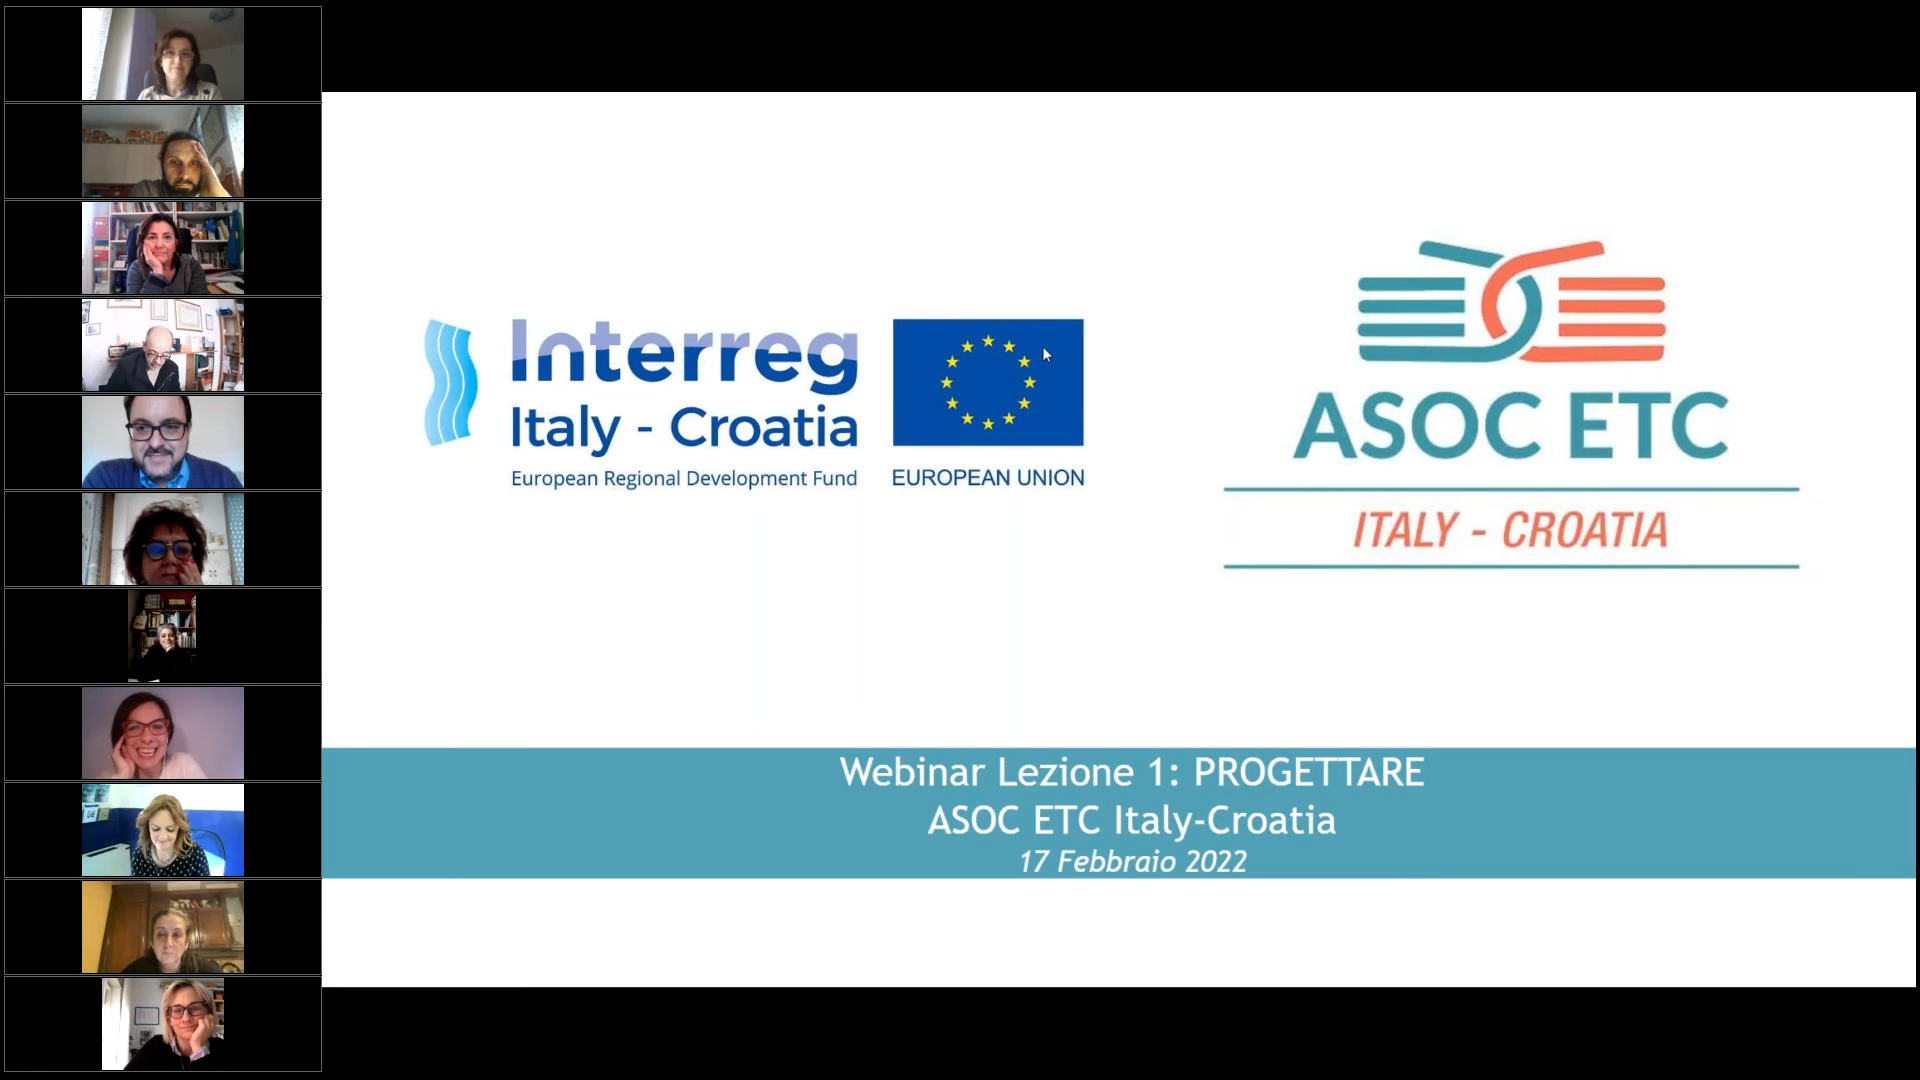 Interreg
Italy - Croatia
European Regional Development Fund
EUROPEAN UNION
ASOC ETC
ITALY - CROATIA
Webinar Lezione 1: PROGETTARE
ASOC ETC Italy-Croatia
17 Febbraio 2022